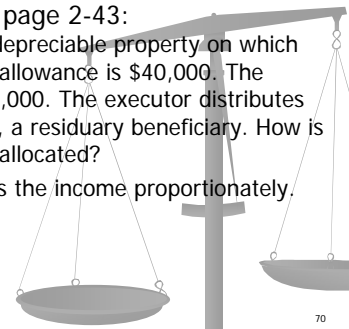 page 2-43:
depreciable property on which
allowance is $40,000. The
,000. The executor distributes
, a residuary beneficiary. How is
allocated?
s the income proportionately.
70